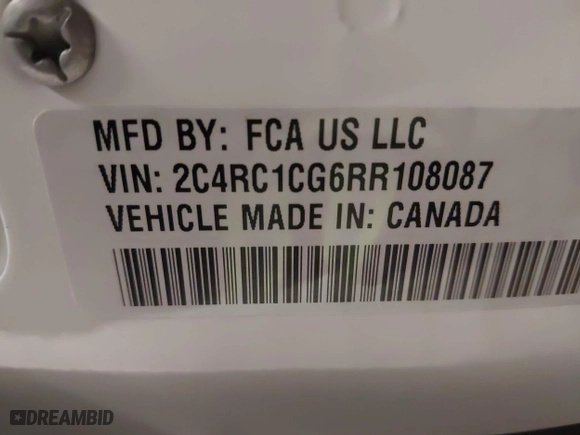 MFD BY: FCA US LLC
VIN: 2C4RC1CG6RR108087
VEHICLE MADE IN: CANADA
DREAMBID